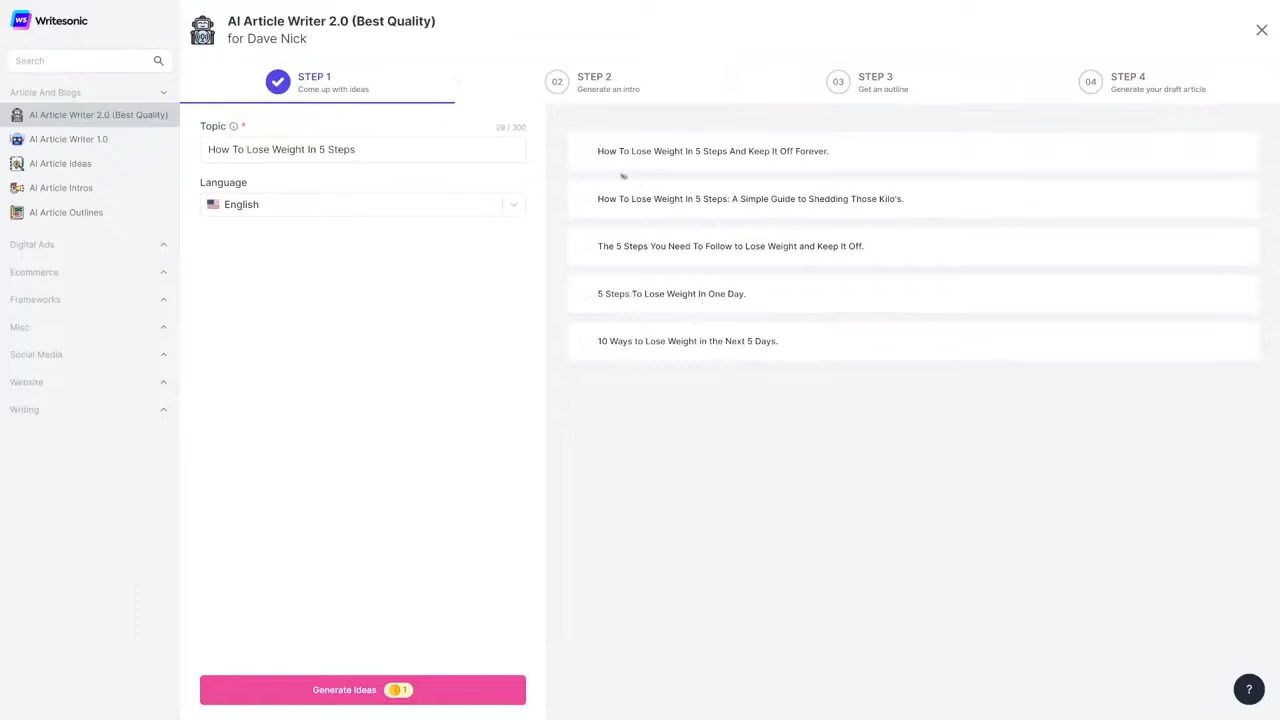 WS Writesonic
Search
Article And Blogs
AI Article Writer 2.0 (Best Quality)
AI Article Writer 1.0
AI Article Ideas
AI Article Intros
AI Article Outlines
Digital Ads
Ecommerce
Frameworks
Misc
Social Media
Website
Writing
AI Article Writer 2.0 (Best Quality)
for Dave Nick
STEP 1
Come up with ideas
02 STEP 2
Generate an intro
03 STEP 3
Get an outline
04 STEP 4
Generate your draft article
Topic * 29 / 300
How To Lose Weight In 5 Steps
Language
English
Generate Ideas 1
How To Lose Weight In 5 Steps And Keep It Off Forever.
How To Lose Weight In 5 Steps: A Simple Guide to Shedding Those Kilo's.
The 5 Steps You Need To Follow to Lose Weight and Keep It Off.
5 Steps To Lose Weight In One Day.
10 Ways to Lose Weight in the Next 5 Days.
?